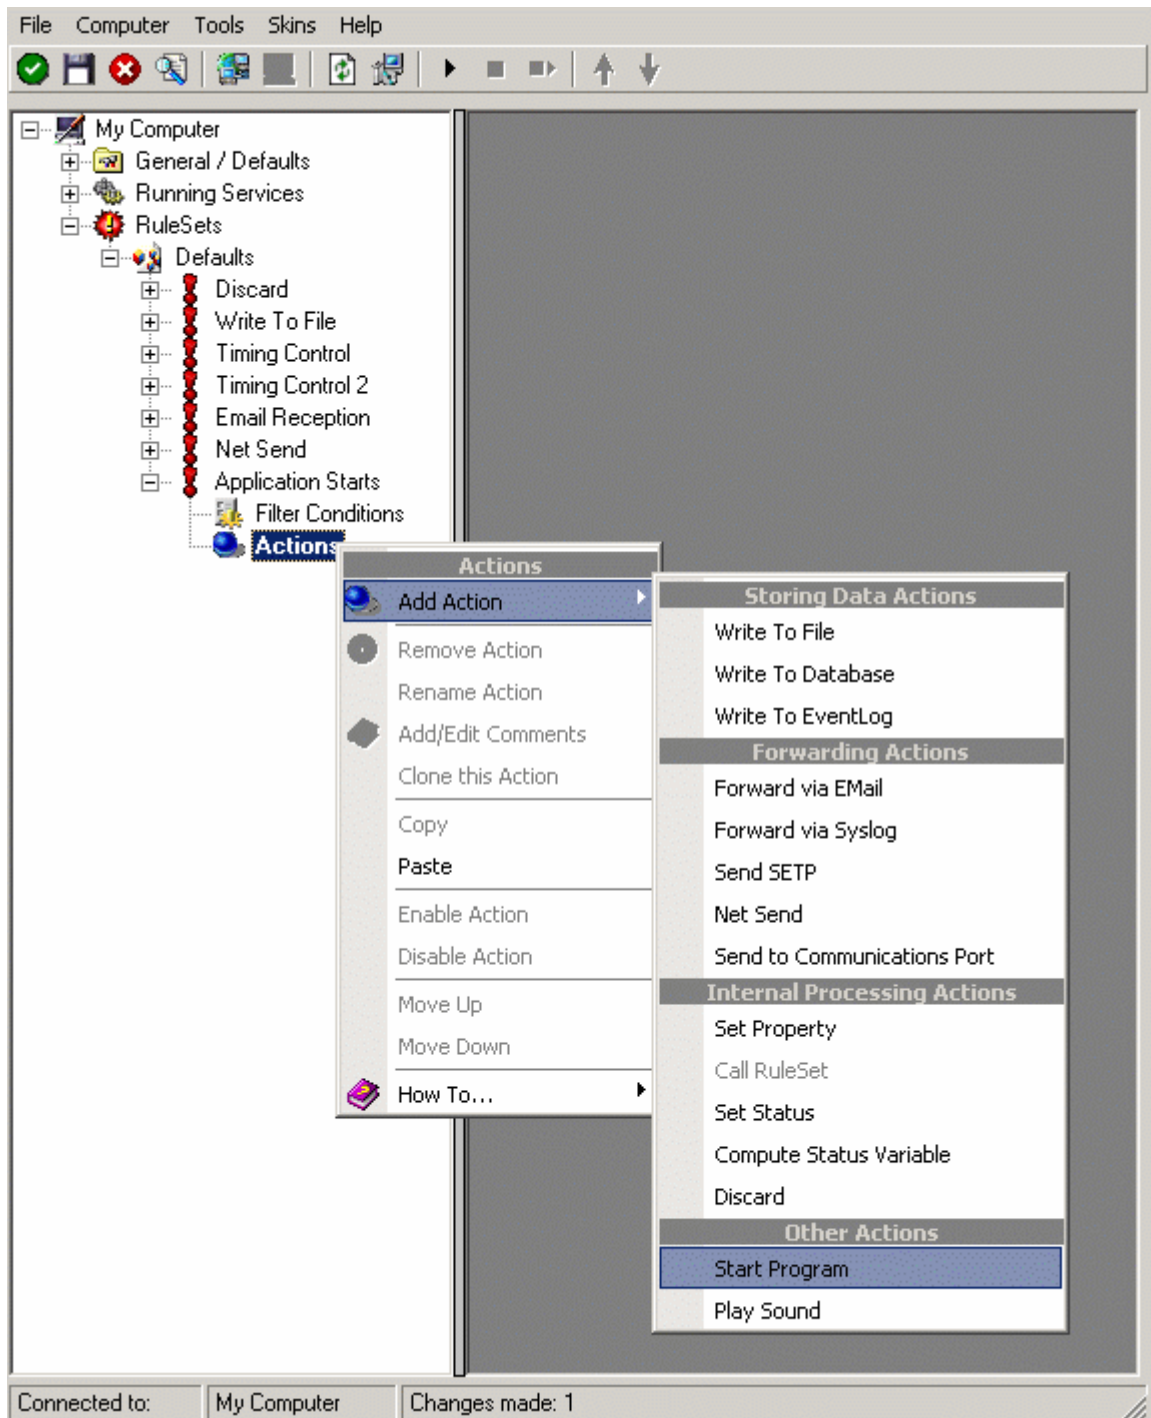 File Computer Tools Skins Help
My Computer
General / Defaults
Running Services
RuleSets
Defaults
Discard
Write To File
Timing Control
Timing Control 2
Email Reception
Net Send
Application Starts
Filter Conditions
Actions
Actions
Add Action
Remove Action
Rename Action
Add/Edit Comments
Clone this Action
Copy
Paste
Enable Action
Disable Action
Move Up
Move Down
How To...
Storing Data Actions
Write To File
Write To Database
Write To EventLog
Forwarding Actions
Forward via EMail
Forward via Syslog
Send SETP
Net Send
Send to Communications Port
Internal Processing Actions
Set Property
Call RuleSet
Set Status
Compute Status Variable
Discard
Other Actions
Start Program
Play Sound
Connected to: My Computer Changes made: 1